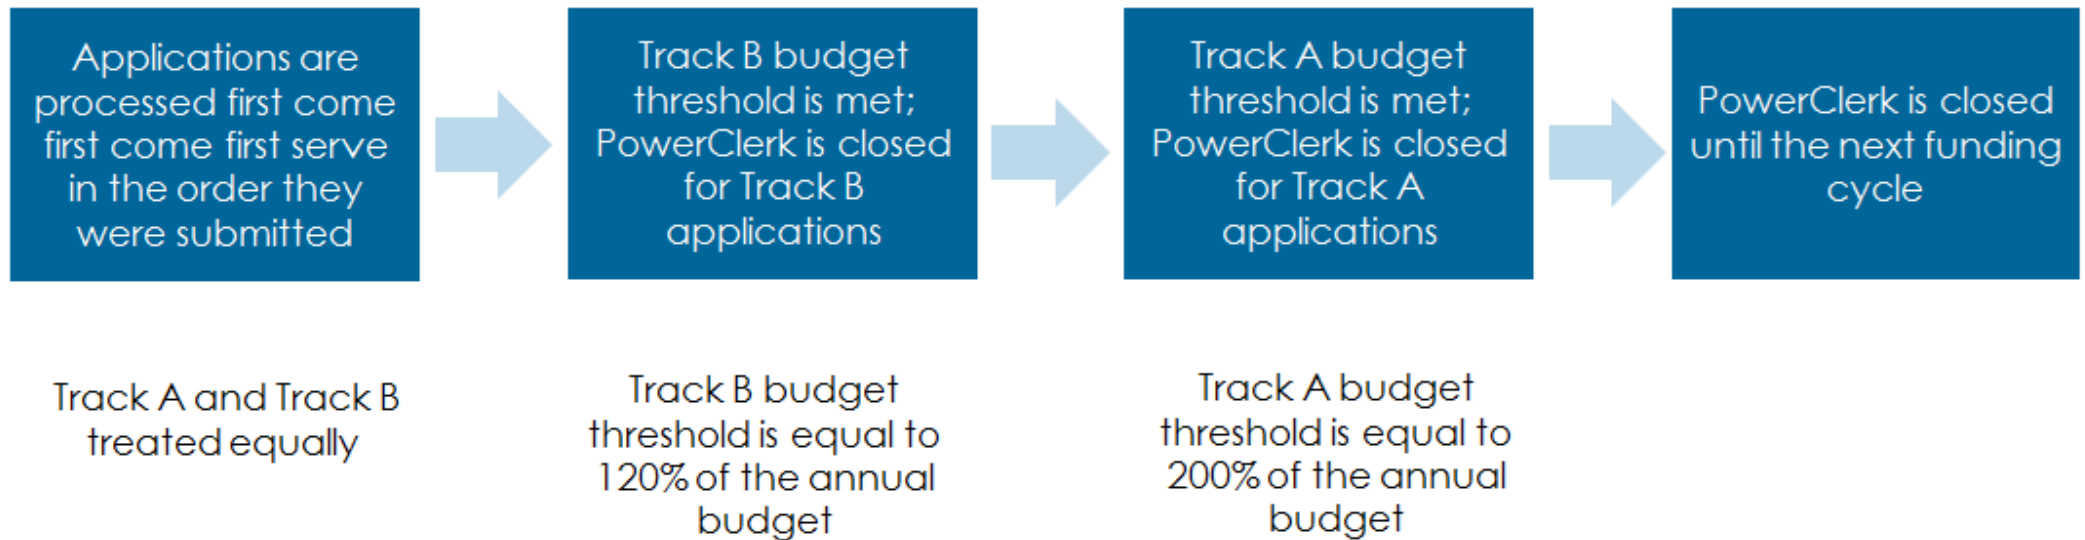 Applications are
processed first come
first come first serve
in the order they
were submitted
Track B budget
threshold is met;
PowerClerk is closed
for Track B
applications
Track A budget
threshold is met;
PowerClerk is closed
for Track A
applications
PowerClerk is closed
until the next funding
cycle
Track A and Track B
treated equally
Track B budget
threshold is equal to
120% of the annual
budget
Track A budget
threshold is equal to
200% of the annual
budget